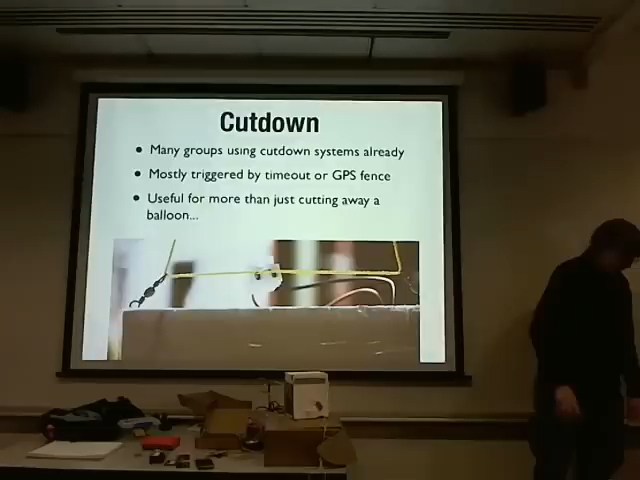 Cutdown
• Many groups using cutdown systems already
• Mostly triggered by timeout or GPS fence
• Useful for more than just cutting away a
balloon...